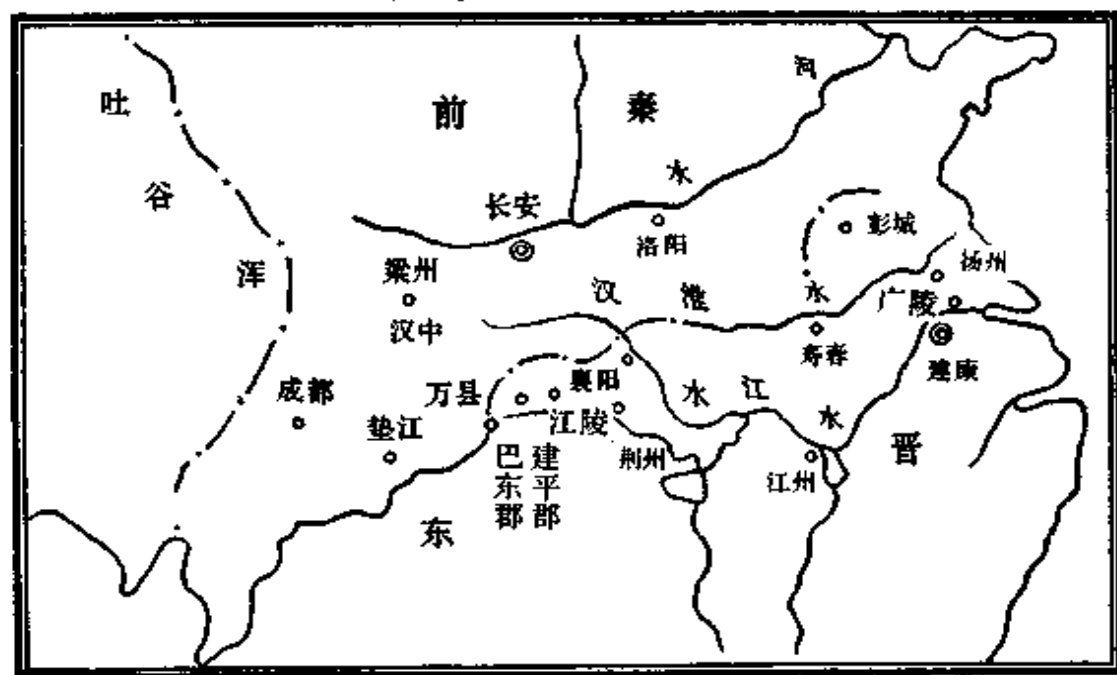 吐谷浑
前秦
河水
长安
洛阳
彭城
梁州
汉中
汉水
淮水
扬州
广陵
寿春
建康
成都
垫江
万县
襄阳
江陵
荆州
江水
江州
巴东郡
建平郡
东晋